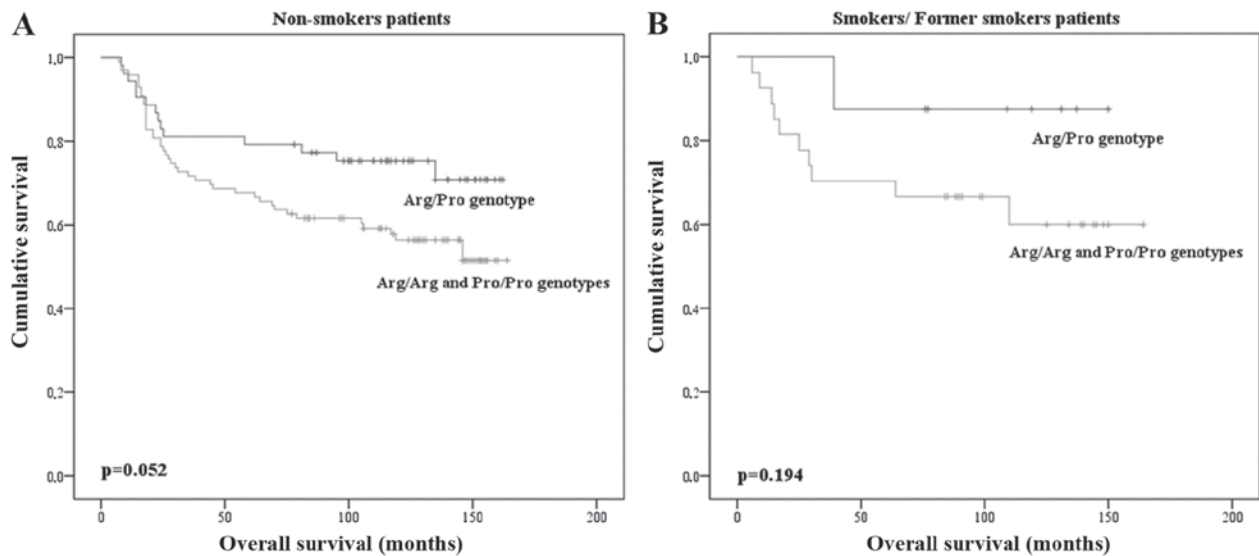 A
Non-smokers patients
Cumulative survival
1,0
0,8
0,6
0,4
0,2
0,0
Arg/Pro genotype
Arg/Arg and Pro/Pro genotypes
p=0.052
0
50
100
150
200
Overall survival (months)
B
Smokers/ Former smokers patients
Cumulative survival
1,0
0,8
0,6
0,4
0,2
0,0
Arg/Pro genotype
Arg/Arg and Pro/Pro genotypes
p=0.194
0
50
100
150
200
Overall survival (months)